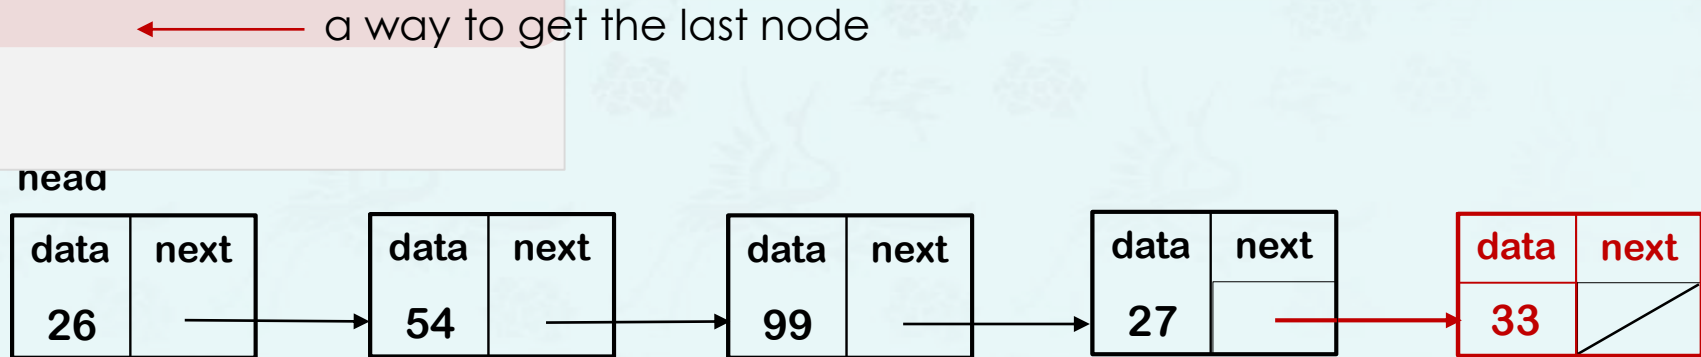 a way to get the last node
head
data next data next data next data next data next
26 54 99 27 33